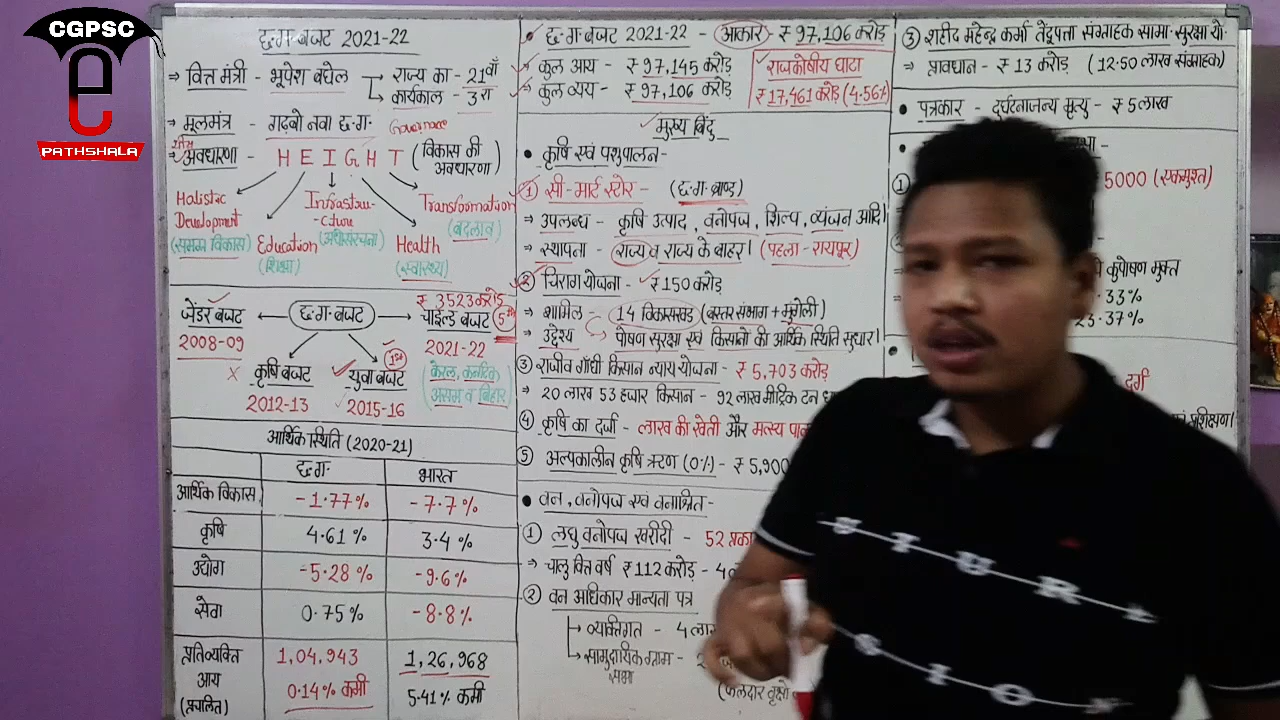 CGPSC
PATHSHALA
छ.ग. बजट 2021-22
⇒ वित्त मंत्री - भूपेश बघेल → राज्य का - 21वाँ
→ कार्यकाल - 3रा
⇒ मूलमंत्र - गढ़बो नवा छ.ग.
Governance
⇒ अवधारणा - H E I G H T (विकास की अवधारणा)
Holistic Development (समग्र विकास)
Education (शिक्षा)
Infrastru-cture (अधोसंरचना)
Health (स्वास्थ्य)
Transformation (बदलाव)
जेंडर बजट 2008-09
छ.ग. बजट
₹ 3523 करोड़
चाइल्ड बजट 5th
2021-22
(केरल, कर्नाटक असम व बिहार)
कृषि बजट 2012-13
युवा बजट 1st 2015-16
आर्थिक स्थिति (2020-21)
छ.ग. भारत
आर्थिक विकास -1.77% -7.7%
कृषि 4.61% 3.4%
उद्योग -5.28% -9.6%
सेवा 0.75% -8.8%
प्रतिव्यक्ति आय (प्रचलित) 1,04,943 1,26,968
0.14% कमी 5.41% कमी
• छ.ग. बजट 2021-22 - आकार - ₹ 97,106 करोड़
⇒ कुल आय - ₹ 97,145 करोड़
⇒ कुल व्यय - ₹ 97,106 करोड़
राजकोषीय घाटा
₹ 17,461 करोड़ (4.56%)
मुख्य बिंदु
• कृषि एवं पशुपालन -
① सी-मार्ट स्टोर - (छ.ग. ब्राण्ड)
⇒ उपलब्ध - कृषि उत्पाद, वनोपज, शिल्प, व्यंजन आदि।
⇒ स्थापना - राज्य व राज्य के बाहर। (पहला - रायपुर)
② चिराग योजना - ₹ 150 करोड़
⇒ शामिल - 14 विकासखंड (बस्तर संभाग + मुंगेली)
⇒ उद्देश्य - पोषण सुरक्षा एवं किसानों की आर्थिक स्थिति सुधार।
③ राजीव गाँधी किसान न्याय योजना - ₹ 5,703 करोड़
⇒ 20 लाख 53 हजार किसान - 92 लाख मीट्रिक टन
④ कृषि का दर्जा - लाख की खेती और मत्स्य
⑤ अल्पकालीन कृषि ऋण (0%) - ₹ 5,900
• वन, वनोपज एवं वनाश्रित -
① लघु वनोपज खरीदी - 52
⇒ चालू वित्त वर्ष ₹ 112 करोड़ -
② वन अधिकार मान्यता पत्र
→ व्यक्तिगत - 4
→ सामुदायिक
(फलदार वृक्षो
③ शहीद महेन्द्र कर्मा तेंदूपत्ता संग्राहक सामा. सुरक्षा यो.
⇒ प्रावधान - ₹ 13 करोड़ (12.50 लाख संग्राहक)
• पत्रकार - दुर्घटनाजन्य मृत्यु - ₹ 5 लाख
①
5000 (एकमुश्त)
कुपोषण मुक्त
33%
23.37%
दुर्ग
प्रशिक्षण।